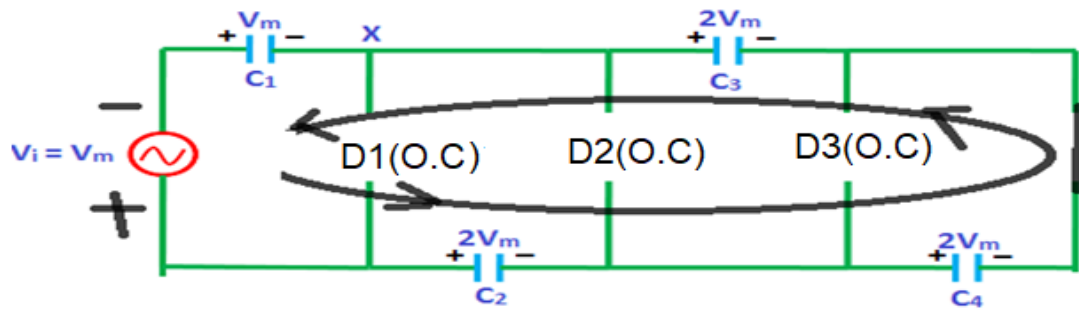 Vm
+ −
C₁
X
2Vm
+ −
C₃
−
Vi = Vm
+
D1(O.C)
D2(O.C)
D3(O.C)
2Vm
+ −
C₂
2Vm
+ −
C₄